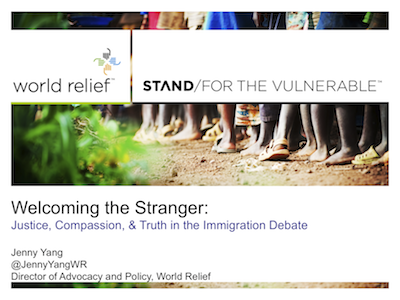 world relief™
STAND/FOR THE VULNERABLE™
Welcoming the Stranger:
Justice, Compassion, & Truth in the Immigration Debate
Jenny Yang
@JennyYangWR
Director of Advocacy and Policy, World Relief